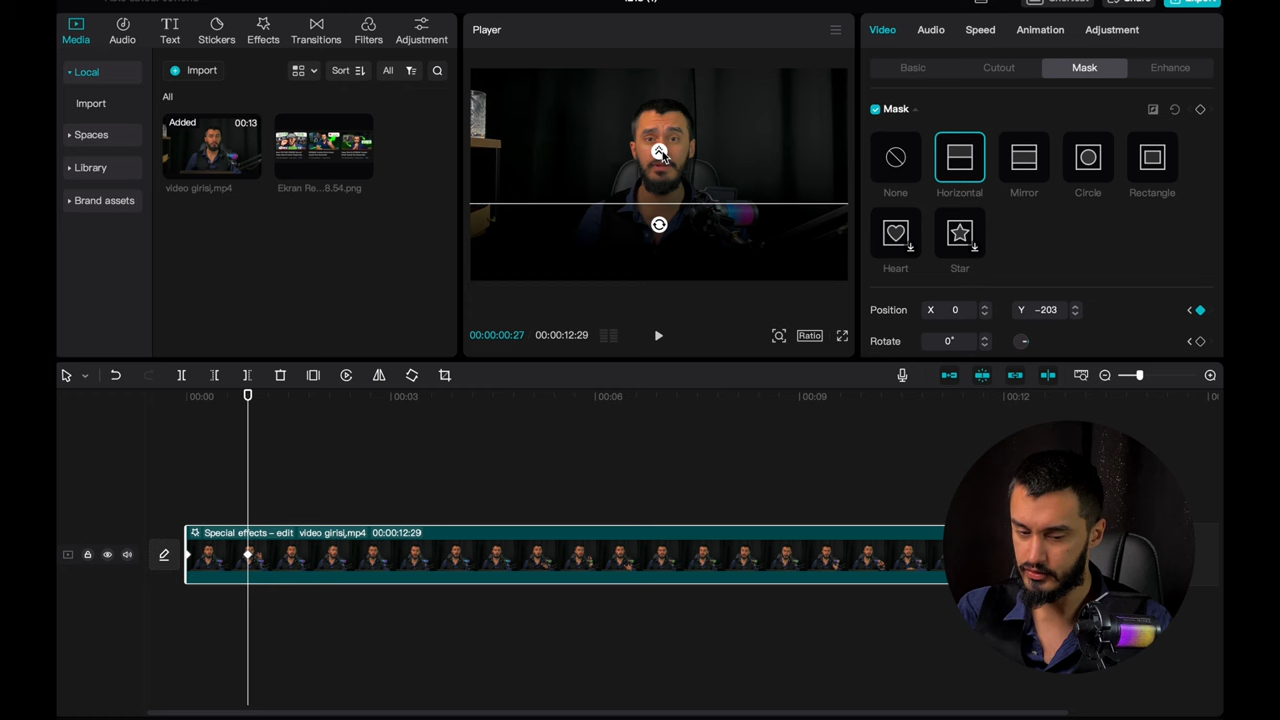 Shortcut
Share
Export
Media
Audio
Text
Stickers
Effects
Transitions
Filters
Adjustment
Local
Import
Spaces
Library
Brand assets
Import
Sort
All
All
Added
00:13
video girisi,mp4
Ekran Re...8.54.png
Player
00:00:00:27
00:00:12:29
Ratio
Video
Audio
Speed
Animation
Adjustment
Basic
Cutout
Mask
Enhance
Mask
None
Horizontal
Mirror
Circle
Rectangle
Heart
Star
Position
X 0
Y -203
Rotate
0°
00:00
00:03
00:06
00:09
00:12
Special effects – edit video girisi,mp4 00:00:12:29